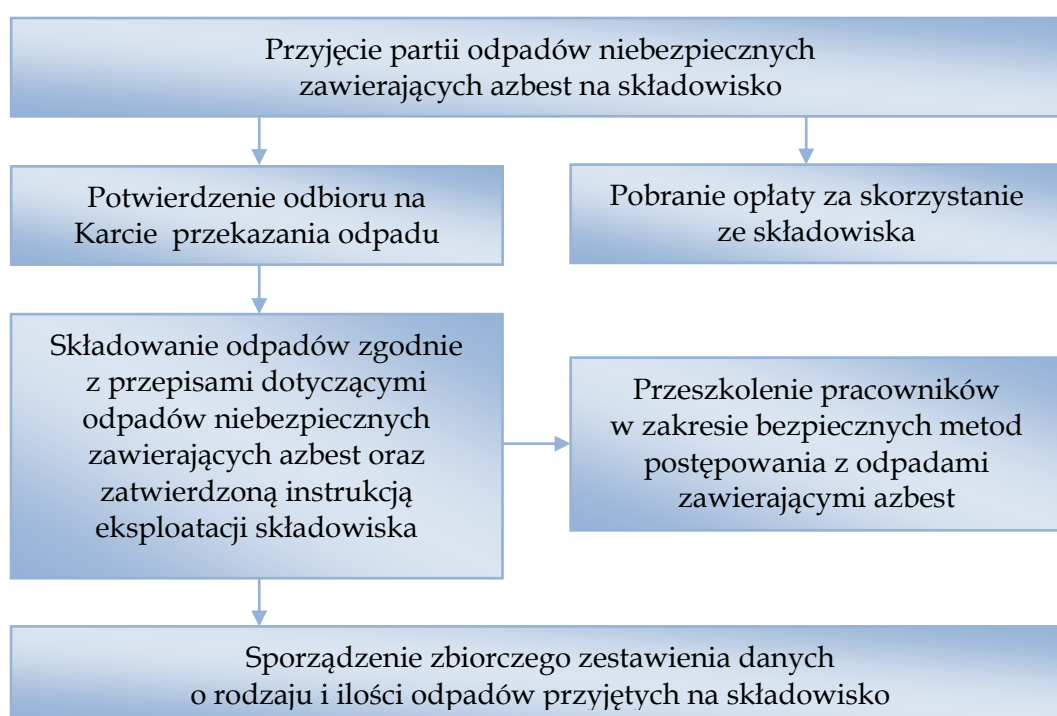 Przyjęcie partii odpadów niebezpiecznych
zawierających azbest na składowisko
Potwierdzenie odbioru na
Karcie przekazania odpadu
Pobranie opłaty za skorzystanie
ze składowiska
Składowanie odpadów zgodnie
z przepisami dotyczącymi
odpadów niebezpiecznych
zawierających azbest oraz
zatwierdzoną instrukcją
eksploatacji składowiska
Przeszkolenie pracowników
w zakresie bezpiecznych metod
postępowania z odpadami
zawierającymi azbest
Sporządzenie zbiorczego zestawienia danych
o rodzaju i ilości odpadów przyjętych na składowisko